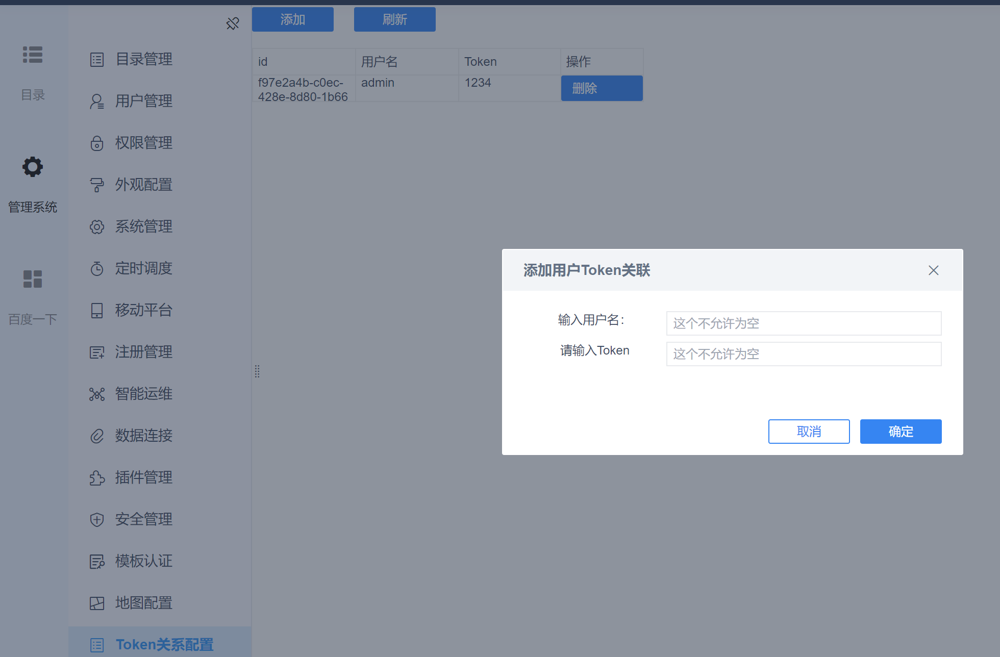 目录
管理系统
百度一下
目录管理
用户管理
权限管理
外观配置
系统管理
定时调度
移动平台
注册管理
智能运维
数据连接
插件管理
安全管理
模板认证
地图配置
Token关系配置
添加 刷新
id 用户名 Token 操作
f97e2a4b-c0ec- admin 1234 删除
428e-8d80-1b66
添加用户Token关联
输入用户名： 这个不允许为空
请输入Token 这个不允许为空
取消 确定